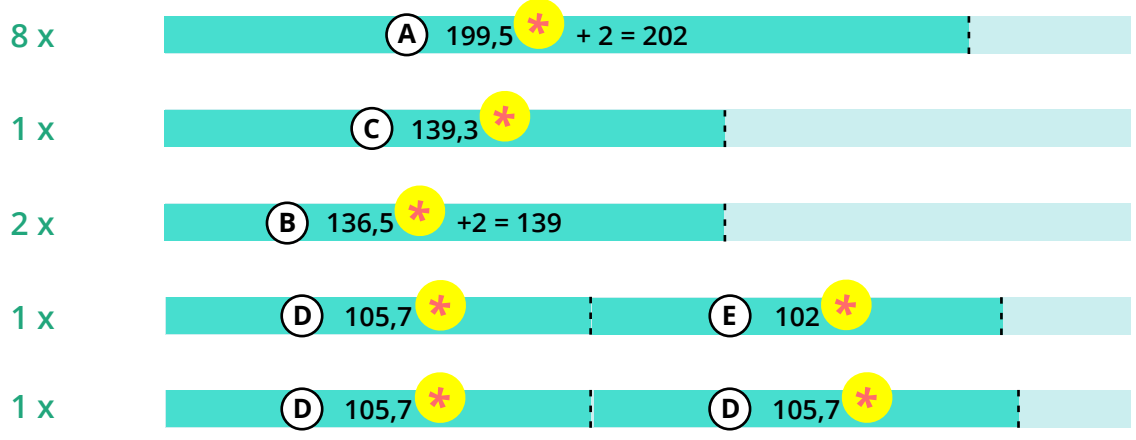 8 x A 199,5* + 2 = 202
1 x C 139,3*
2 x B 136,5* +2 = 139
1 x D 105,7* E 102*
1 x D 105,7* D 105,7*